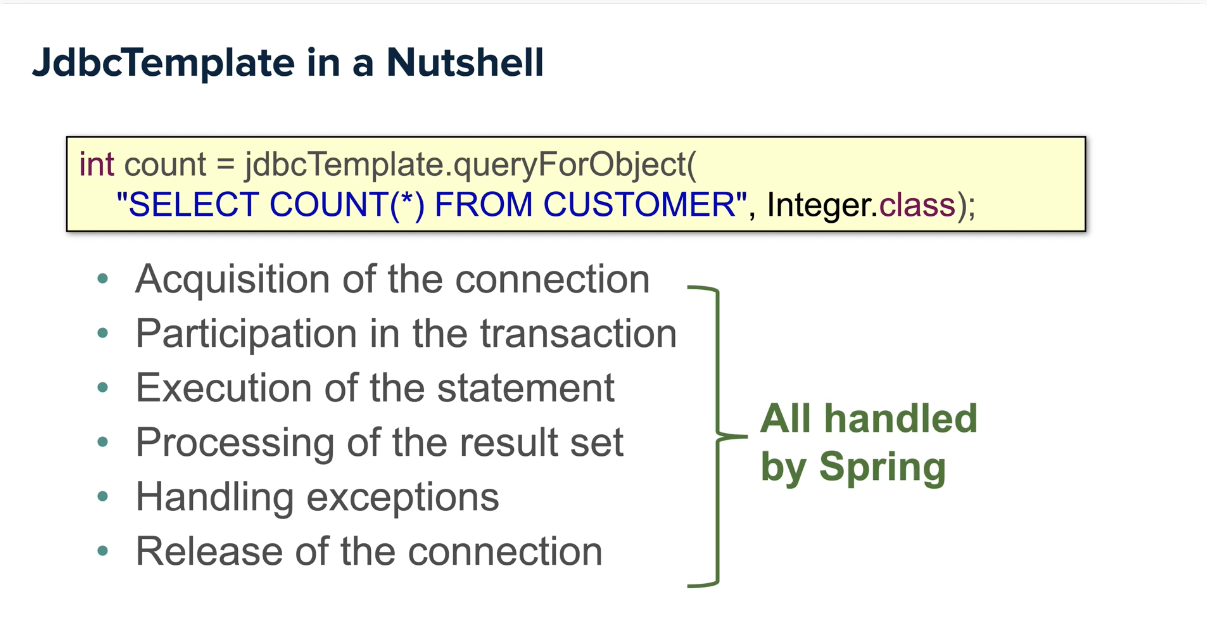 JdbcTemplate in a Nutshell
int count = jdbcTemplate.queryForObject(
"SELECT COUNT(*) FROM CUSTOMER", Integer.class);
• Acquisition of the connection
• Participation in the transaction
• Execution of the statement
• Processing of the result set
• Handling exceptions
• Release of the connection
All handled
by Spring